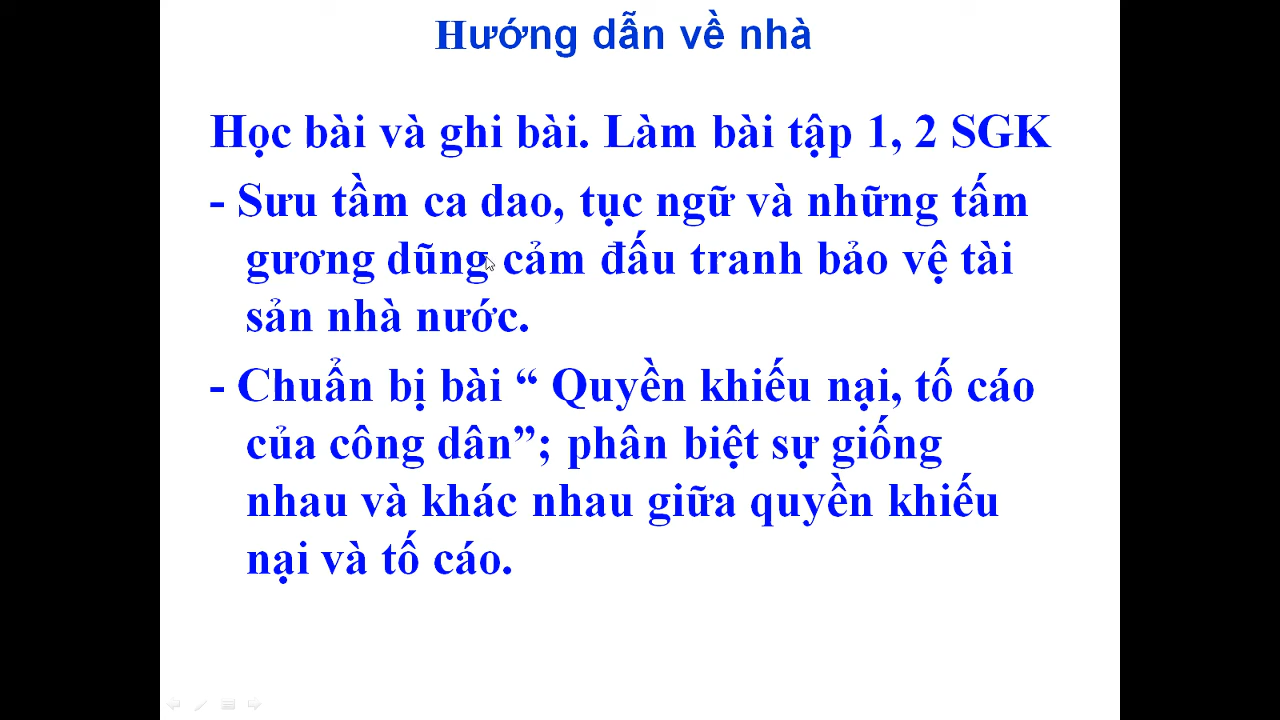 Hướng dẫn về nhà
Học bài và ghi bài. Làm bài tập 1, 2 SGK
- Sưu tầm ca dao, tục ngữ và những tấm
gương dũng cảm đấu tranh bảo vệ tài
sản nhà nước.
- Chuẩn bị bài “ Quyền khiếu nại, tố cáo
của công dân”; phân biệt sự giống
nhau và khác nhau giữa quyền khiếu
nại và tố cáo.